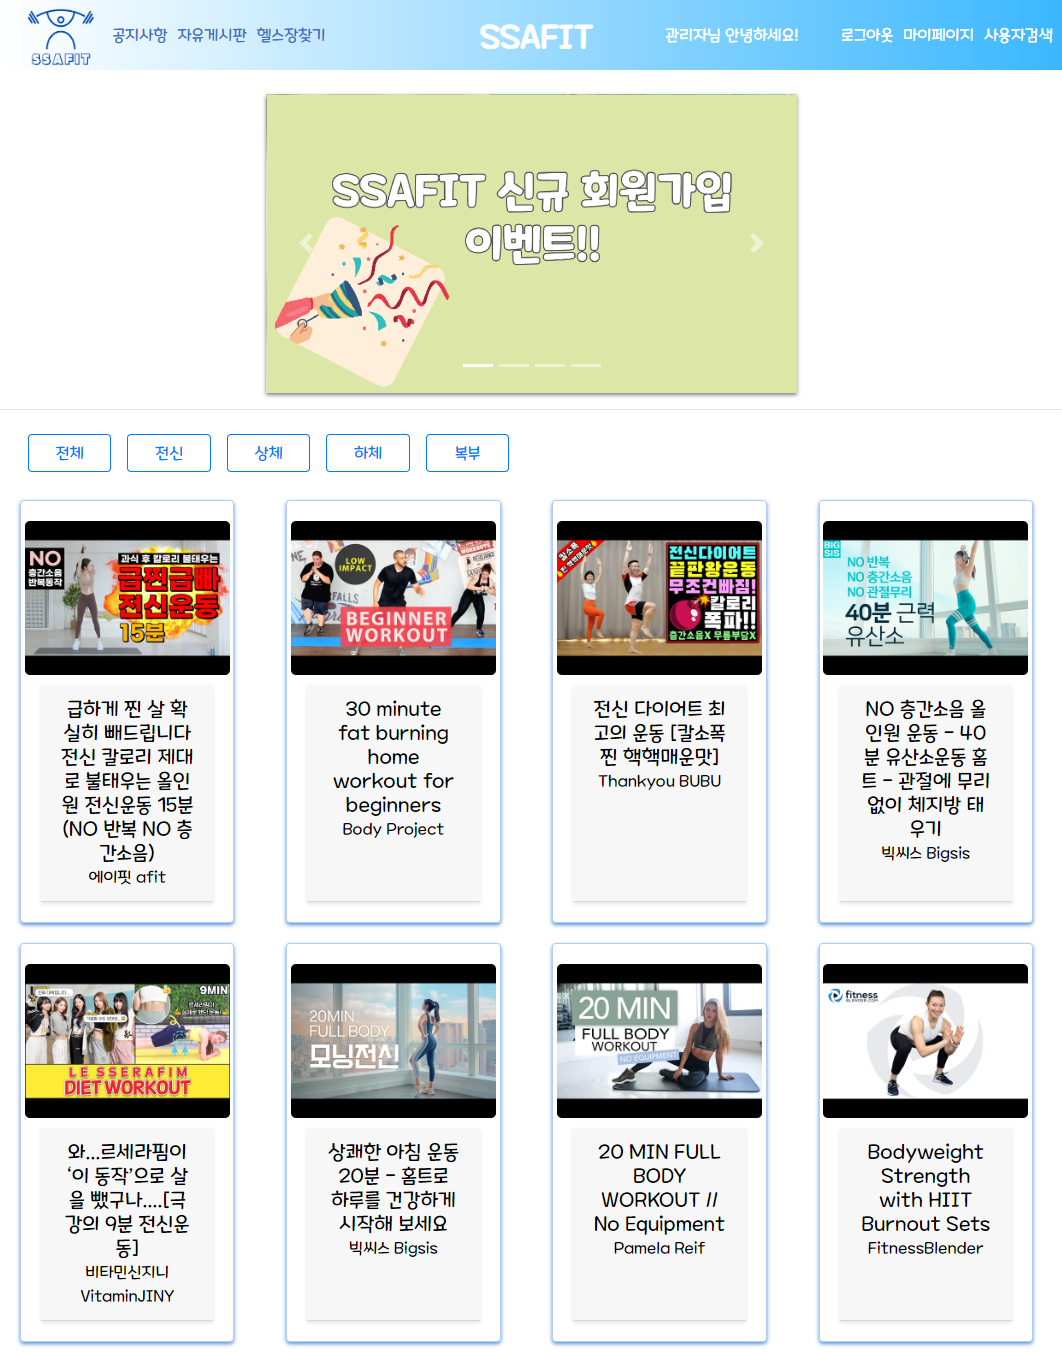 SSAFIT
공지사항 자유게시판 헬스장찾기
SSAFIT
관리자님 안녕하세요!
로그아웃 마이페이지 사용자검색
SSAFIT 신규 회원가입
이벤트!!
전체
전신
상체
하체
복부
NO
층간소음
반복동작
과식 후 칼로리 불태우는
급찐급빠
전신운동
15분
급하게 찐 살 확
실히 빼드립니다
전신 칼로리 제대
로 불태우는 올인
원 전신운동 15분
(NO 반복 NO 층
간소음)
에이핏 afit
LOW
IMPACT
BEGINNER
WORKOUT
30 minute
fat burning
home
workout for
beginners
Body Project
칼소폭
전신다이어트
끝판왕운동
무조건빠짐!
칼로리
폭파!!
층간소음X 무릎부담X
전신 다이어트 최
고의 운동 [칼소폭
찐 핵핵매운맛]
Thankyou BUBU
BIG
SIS
NO 반복
NO 층간소음
NO 관절무리
40분 근력
유산소
NO 층간소음 올
인원 운동 - 40
분 유산소운동 홈
트 - 관절에 무리
없이 체지방 태
우기
빅씨스 Bigsis
9MIN
르세라핌이
LE SSERAFIM
DIET WORKOUT
와...르세라핌이
‘이 동작’으로 살
을 뺐구나....[극
강의 9분 전신운
동]
비타민신지니
VitaminJINY
20MIN
FULL BODY
모닝전신
상쾌한 아침 운동
20분 - 홈트로
하루를 건강하게
시작해 보세요
빅씨스 Bigsis
20 MIN
FULL BODY
WORKOUT
NO EQUIPMENT
20 MIN FULL
BODY
WORKOUT //
No Equipment
Pamela Reif
fitness
BLENDER.COM
Bodyweight
Strength
with HIIT
Burnout Sets
FitnessBlender